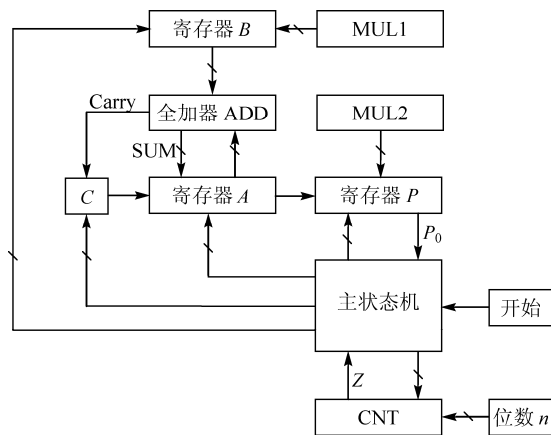 寄存器 B
MUL1
Carry
全加器 ADD
MUL2
SUM
C
寄存器 A
寄存器 P
P₀
主状态机
开始
Z
CNT
位数 n